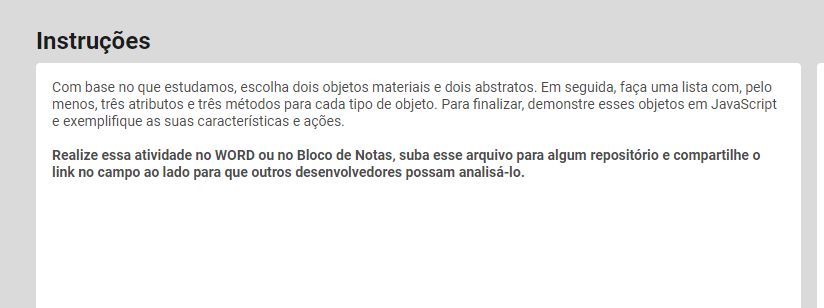 Instruções
Com base no que estudamos, escolha dois objetos materiais e dois abstratos. Em seguida, faça uma lista com, pelo
menos, três atributos e três métodos para cada tipo de objeto. Para finalizar, demonstre esses objetos em JavaScript
e exemplifique as suas características e ações.
Realize essa atividade no WORD ou no Bloco de Notas, suba esse arquivo para algum repositório e compartilhe o
link no campo ao lado para que outros desenvolvedores possam analisá-lo.